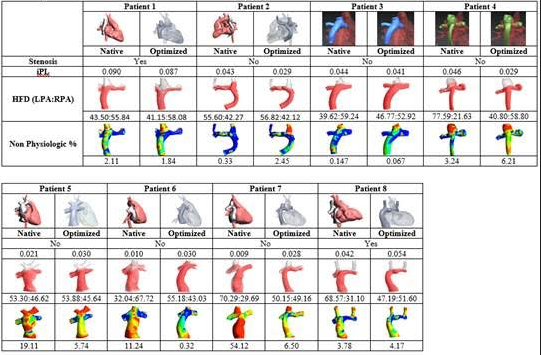 Patient 1 Patient 2 Patient 3 Patient 4
Native Optimized Native Optimized Native Optimized Native Optimized
Stenosis Yes No No No
iPL 0.090 0.087 0.043 0.029 0.044 0.041 0.046 0.029
HFD (LPA:RPA) 43.50:55.84 41.15:58.08 55.60:42.27 56.82:42.12 39.62:59.24 46.77:52.92 77.59:21.63 40.80:58.80
Non Physiologic % 2.11 1.84 0.33 2.45 0.147 0.067 3.24 6.21
Patient 5 Patient 6 Patient 7 Patient 8
Native Optimized Native Optimized Native Optimized Native Optimized
No No No Yes
0.021 0.030 0.010 0.030 0.009 0.028 0.042 0.054
53.30:46.62 53.88:45.64 32.04:67.72 55.18:43.03 70.29:29.69 50.15:49.16 68.57:31.10 47.19:51.60
19.11 5.74 11.24 0.32 54.12 6.50 3.78 4.17